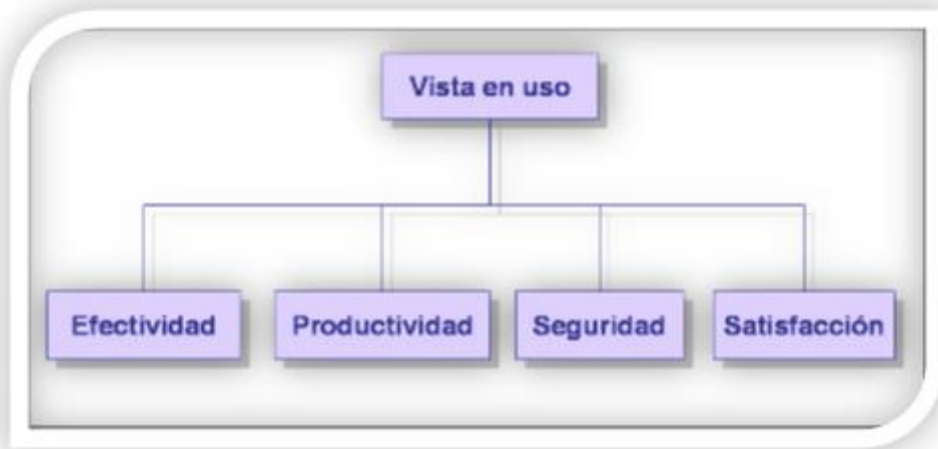 Vista en uso
Efectividad
Productividad
Seguridad
Satisfacción